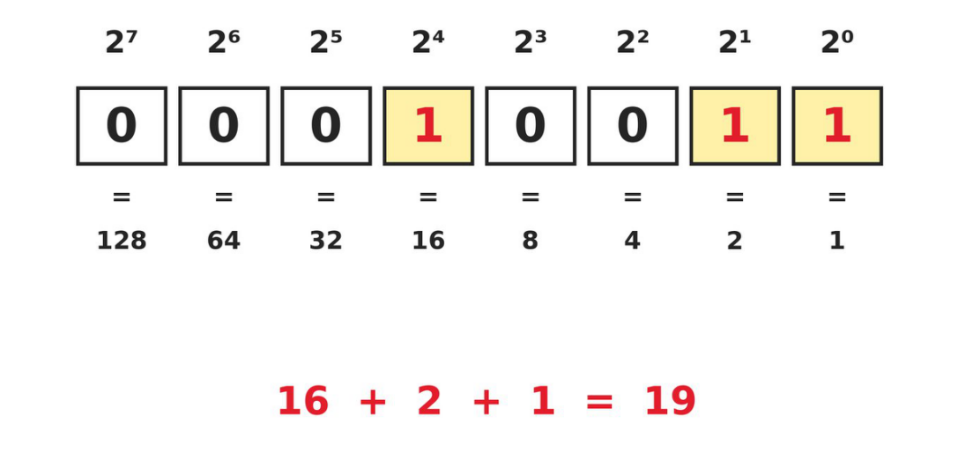 2⁷ 2⁶ 2⁵ 2⁴ 2³ 2² 2¹ 2⁰
0 0 0 1 0 0 1 1
= = = = = = = =
128 64 32 16 8 4 2 1
16 + 2 + 1 = 19